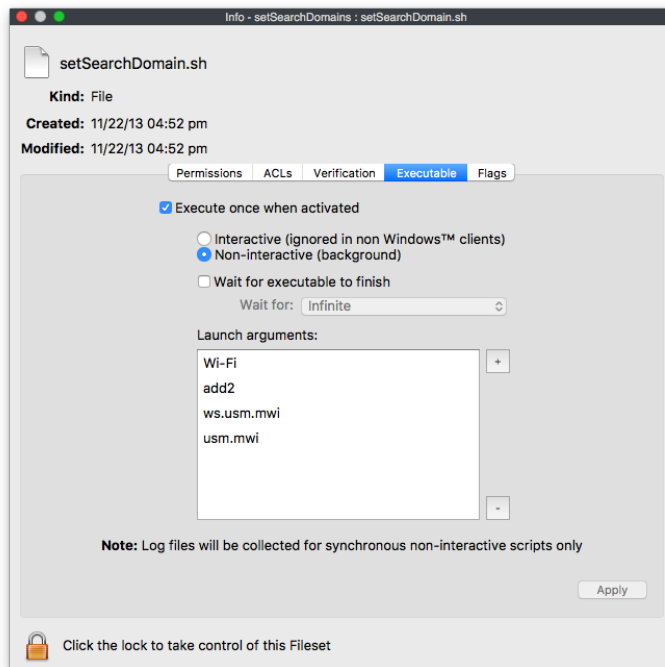 Info - setSearchDomains : setSearchDomain.sh
setSearchDomain.sh
Kind: File
Created: 11/22/13 04:52 pm
Modified: 11/22/13 04:52 pm
Permissions ACLs Verification Executable Flags
Execute once when activated
Interactive (ignored in non Windows™ clients)
Non-interactive (background)
Wait for executable to finish
Wait for: Infinite
Launch arguments:
Wi-Fi
+
add2
ws.usm.mwi
usm.mwi
-
Note: Log files will be collected for synchronous non-interactive scripts only
Apply
Click the lock to take control of this Fileset